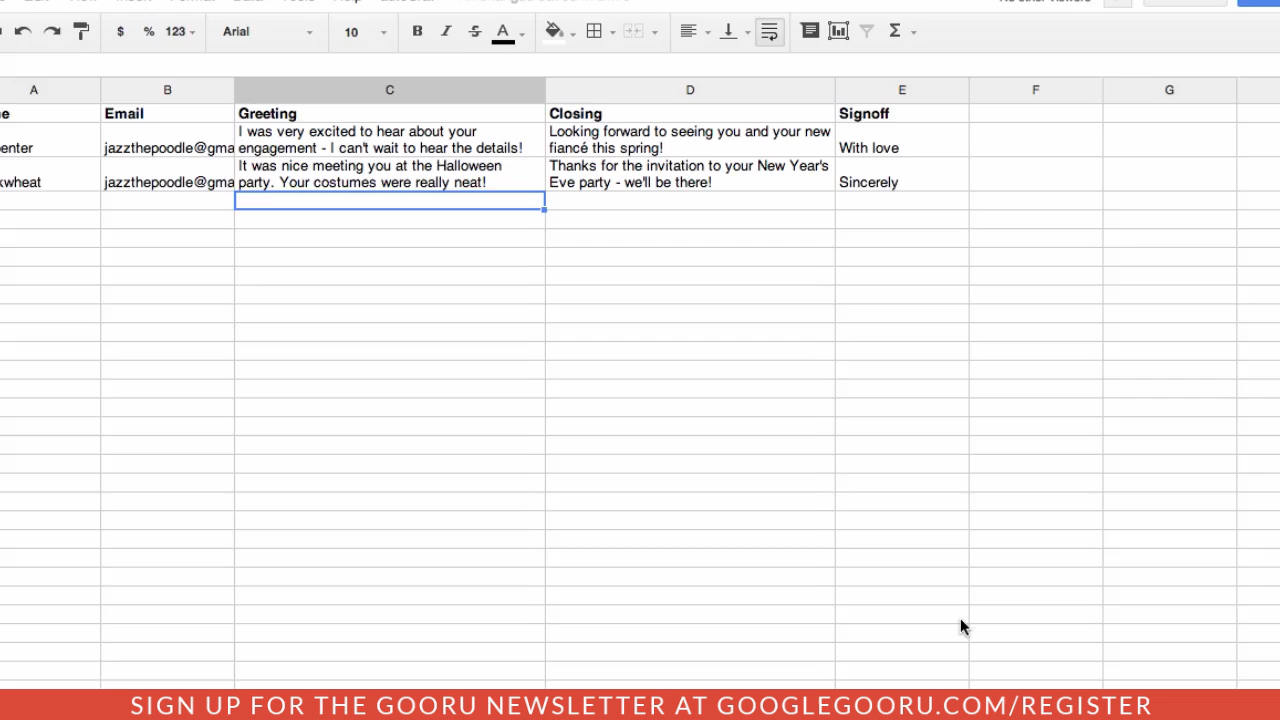 $ % 123 Arial 10 B I S A Σ
A B C D E F G
e Email Greeting Closing Signoff
I was very excited to hear about your
enter jazzthepoodle@gma engagement - I can't wait to hear the details!
Looking forward to seeing you and your new
fiancé this spring!
With love
kwheat jazzthepoodle@gma
It was nice meeting you at the Halloween
party. Your costumes were really neat!
Thanks for the invitation to your New Year's
Eve party - we'll be there!
Sincerely
SIGN UP FOR THE GOORU NEWSLETTER AT GOOGLEGOORU.COM/REGISTER